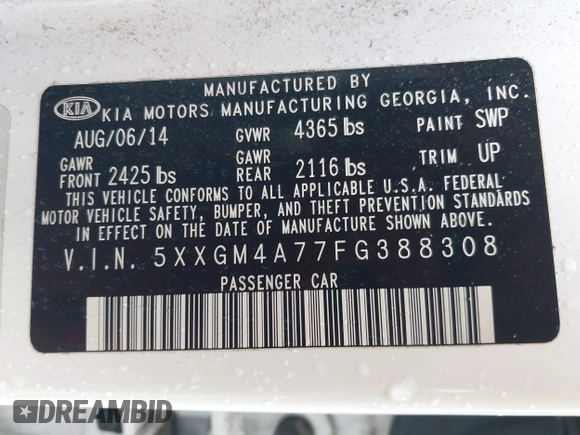 MANUFACTURED BY
KIA KIA MOTORS MANUFACTURING GEORGIA, INC.
AUG/06/14 GVWR 4365 lbs PAINT SWP
GAWR FRONT 2425 lbs GAWR REAR 2116 lbs TRIM UP
THIS VEHICLE CONFORMS TO ALL APPLICABLE U.S.A. FEDERAL
MOTOR VEHICLE SAFETY, BUMPER, AND THEFT PREVENTION STANDARDS
IN EFFECT ON THE DATE OF MANUFACTURE SHOWN ABOVE.
V.I.N. 5XXGM4A77FG388308
PASSENGER CAR
DREAMBID